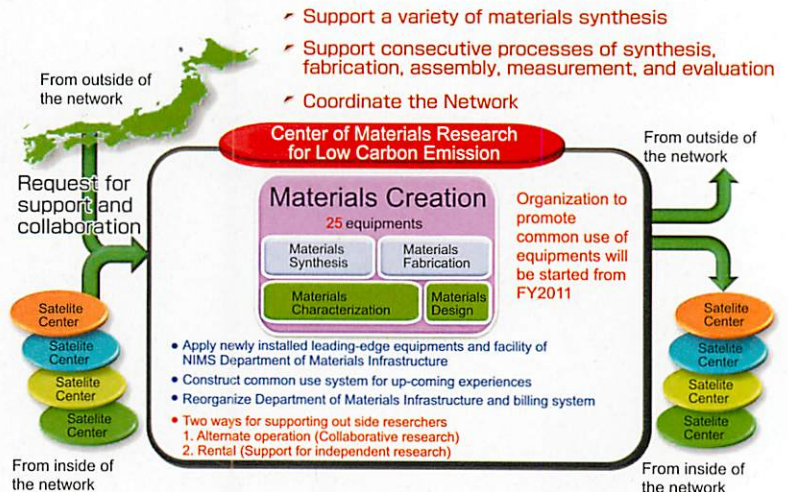 Support a variety of materials synthesis
Support consecutive processes of synthesis,
fabrication, assembly, measurement, and evaluation
Coordinate the Network
From outside of
the network
Request for
support and
collaboration
Center of Materials Research
for Low Carbon Emission
Materials Creation
25 equipments
Materials
Synthesis
Materials
Fabrication
Materials
Characterization
Materials
Design
Organization to
promote
common use of
equipments will
be started from
FY2011
• Apply newly installed leading-edge equipments and facility of
NIMS Department of Materials Infrastructure
• Construct common use system for up-coming experiences
• Reorganize Department of Materials Infrastructure and billing system
• Two ways for supporting out side reserchers
1. Alternate operation (Collaborative research)
2. Rental (Support for independent research)
Satelite
Center
Satelite
Center
Satelite
Center
Satelite
Center
From inside of
the network
From outside of
the network
Satelite
Center
Satelite
Center
Satelite
Center
Satelite
Center
From inside of
the network